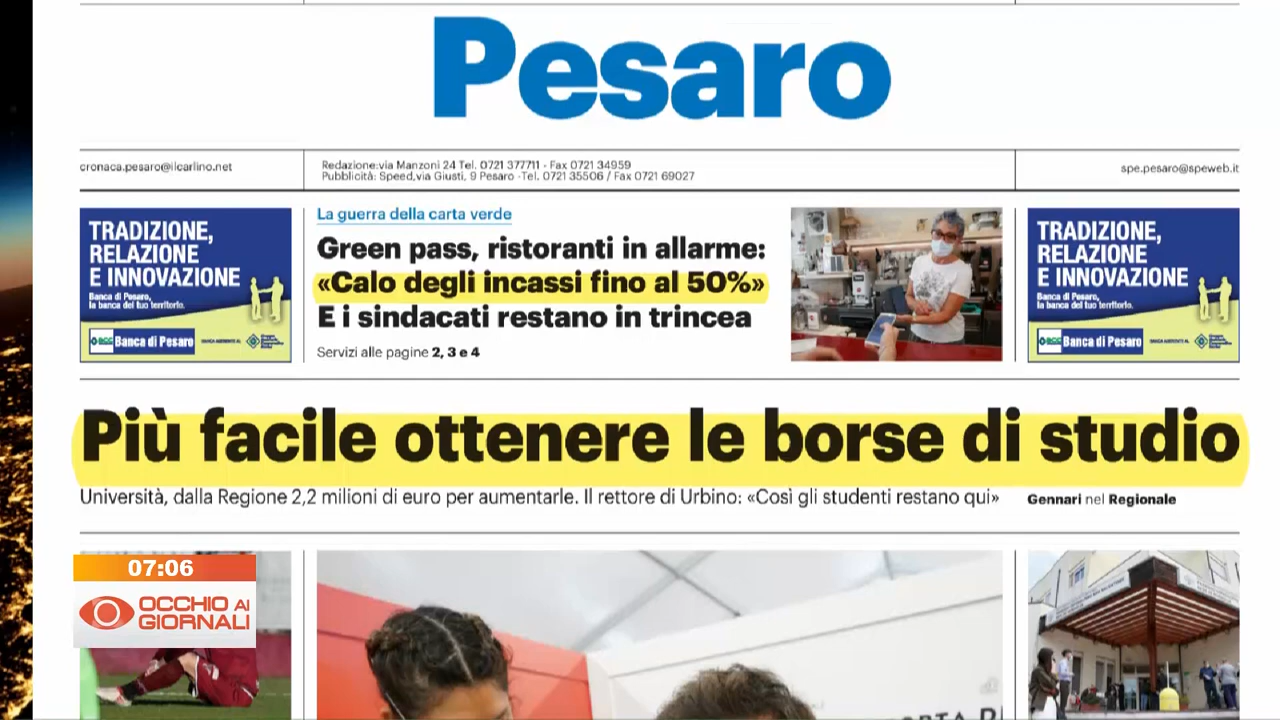 Pesaro
cronaca.pesaro@ilcarlino.net
Redazione:via Manzoni 24 Tel. 0721 377711 - Fax 0721 34959
Pubblicità: Speed,via Giusti, 9 Pesaro -Tel. 0721 35506 / Fax 0721 69027
spe.pesaro@speweb.it
TRADIZIONE,
RELAZIONE
E INNOVAZIONE
Banca di Pesaro,
la banca del tuo territorio.
BCC Banca di Pesaro
La guerra della carta verde
Green pass, ristoranti in allarme:
«Calo degli incassi fino al 50%»
E i sindacati restano in trincea
Servizi alle pagine 2, 3 e 4
TRADIZIONE,
RELAZIONE
E INNOVAZIONE
Banca di Pesaro,
la banca del tuo territorio.
BCC Banca di Pesaro
Più facile ottenere le borse di studio
Università, dalla Regione 2,2 milioni di euro per aumentarle. Il rettore di Urbino: «Così gli studenti restano qui»
Gennari nel Regionale
07:06
OCCHIO AI
GIORNALI